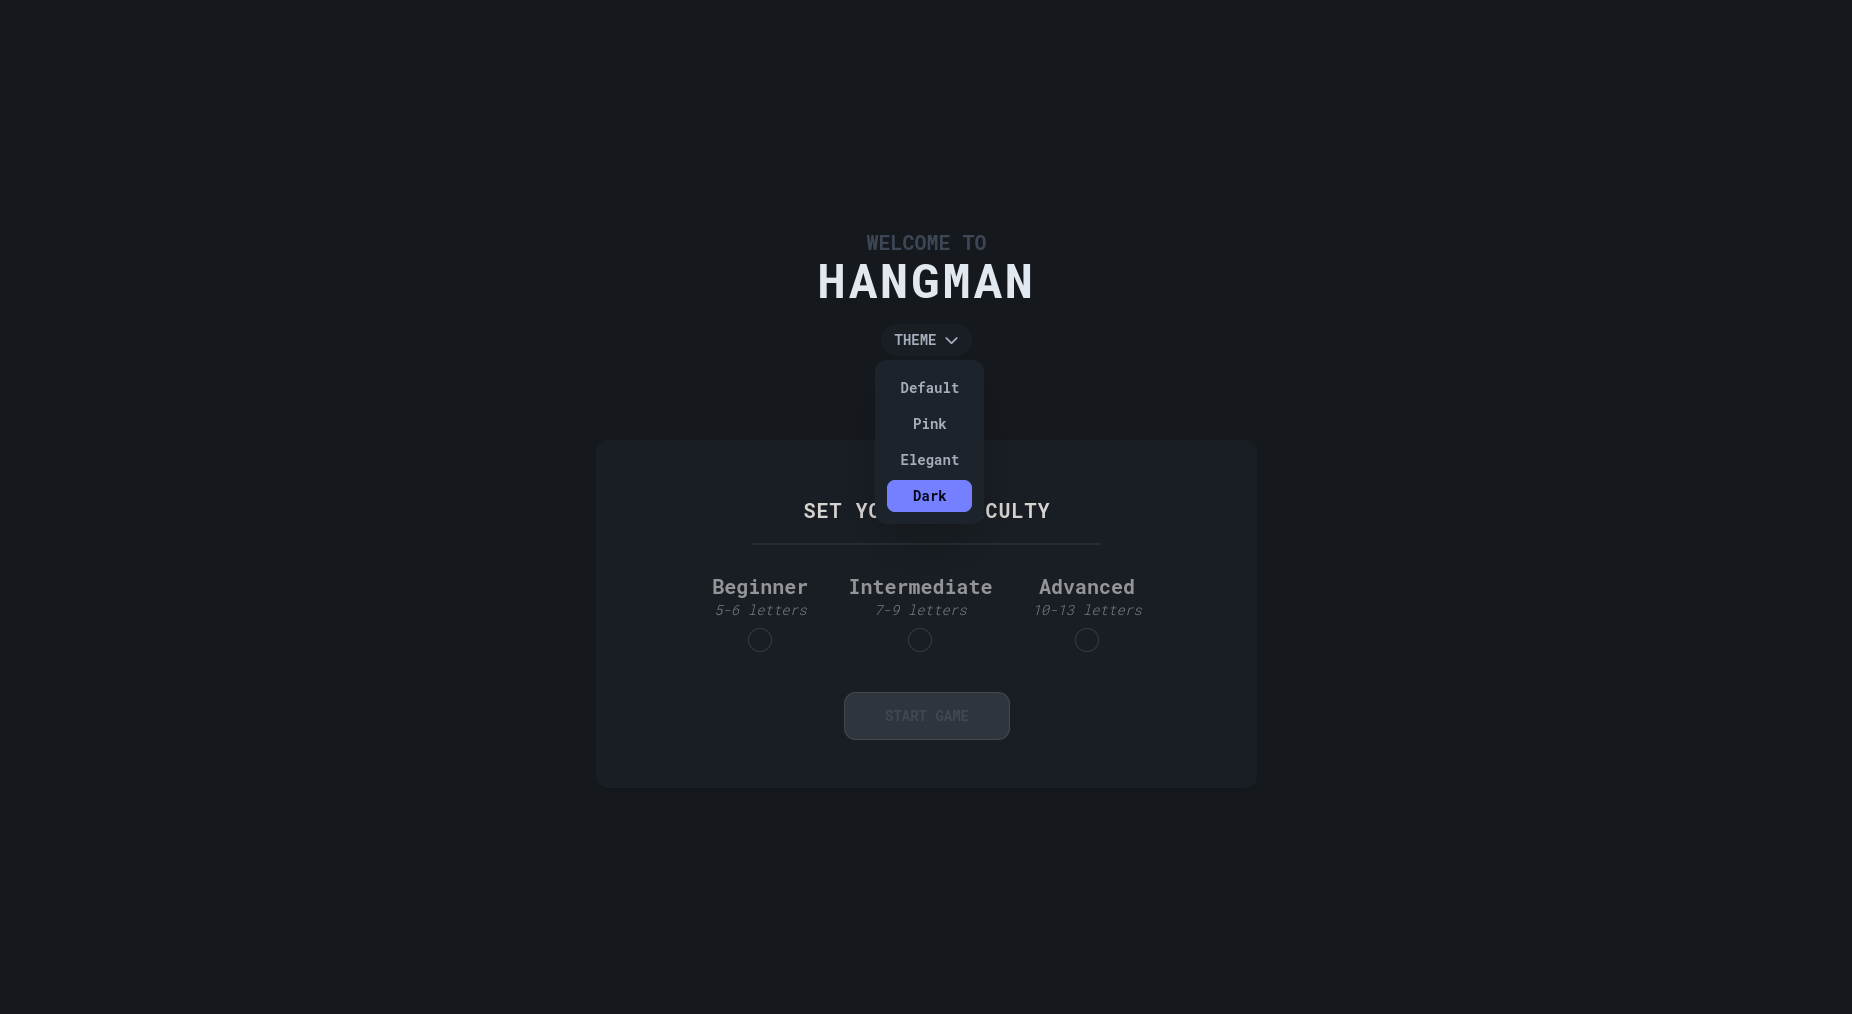 WELCOME TO
HANGMAN
THEME
Default
Pink
Elegant
Dark
SET YO CULTY
Beginner Intermediate Advanced
5-6 letters 7-9 letters 10-13 letters
START GAME